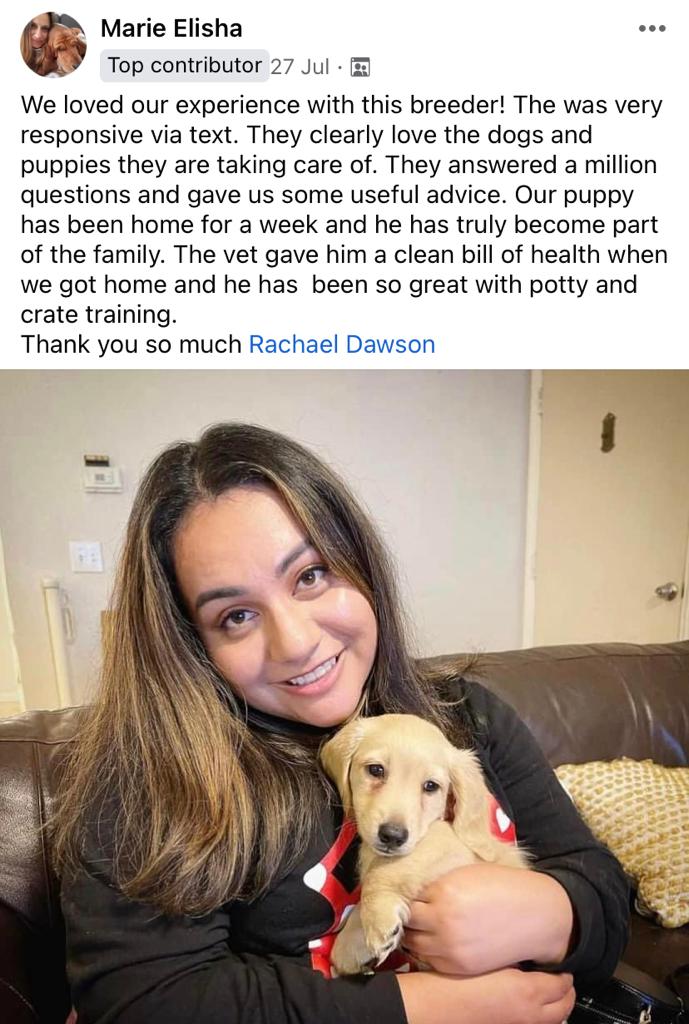 Marie Elisha
Top contributor 27 Jul ·
We loved our experience with this breeder! The was very
responsive via text. They clearly love the dogs and
puppies they are taking care of. They answered a million
questions and gave us some useful advice. Our puppy
has been home for a week and he has truly become part
of the family. The vet gave him a clean bill of health when
we got home and he has  been so great with potty and
crate training.
Thank you so much Rachael Dawson